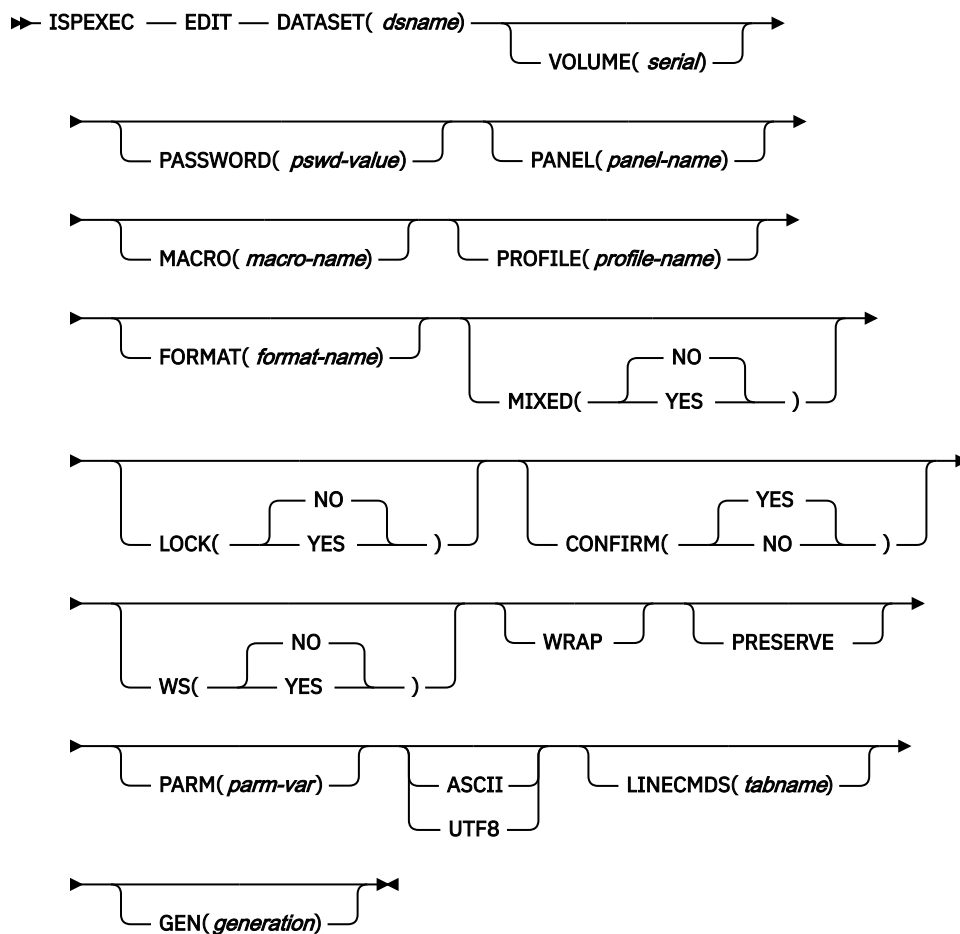 ISPEXEC EDIT DATASET( dsname)
VOLUME( serial)
PASSWORD( pswd-value)
PANEL( panel-name)
MACRO( macro-name)
PROFILE( profile-name)
FORMAT( format-name)
NO
MIXED( YES )
NO
LOCK( YES )
YES
CONFIRM( NO )
NO
WS( YES )
WRAP
PRESERVE
PARM( parm-var)
ASCII
UTF8
LINECMDS( tabname)
GEN( generation)